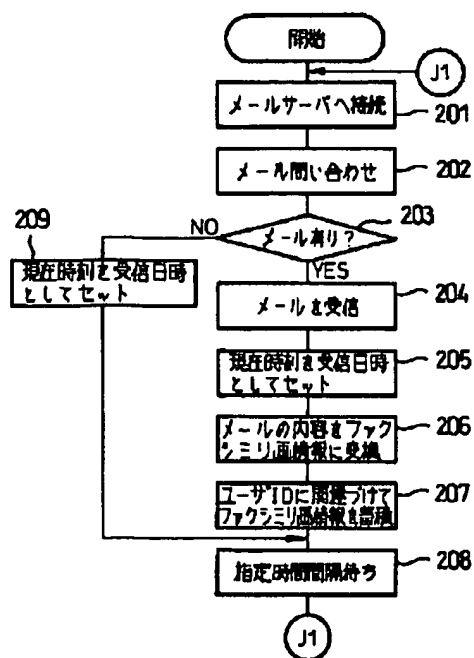 開始
J1
メールサーバへ接続
201
メール問い合わせ
202
メール有り?
203
NO
YES
209
現在時刻を受信日時
としてセット
メールを受信
204
現在時刻を受信日時
としてセット
205
メールの内容をファク
シミリ画情報に変換
206
ユーザIDに関連づけて
ファクシミリ画情報を蓄積
207
指定時間間隔待ち
208
J1